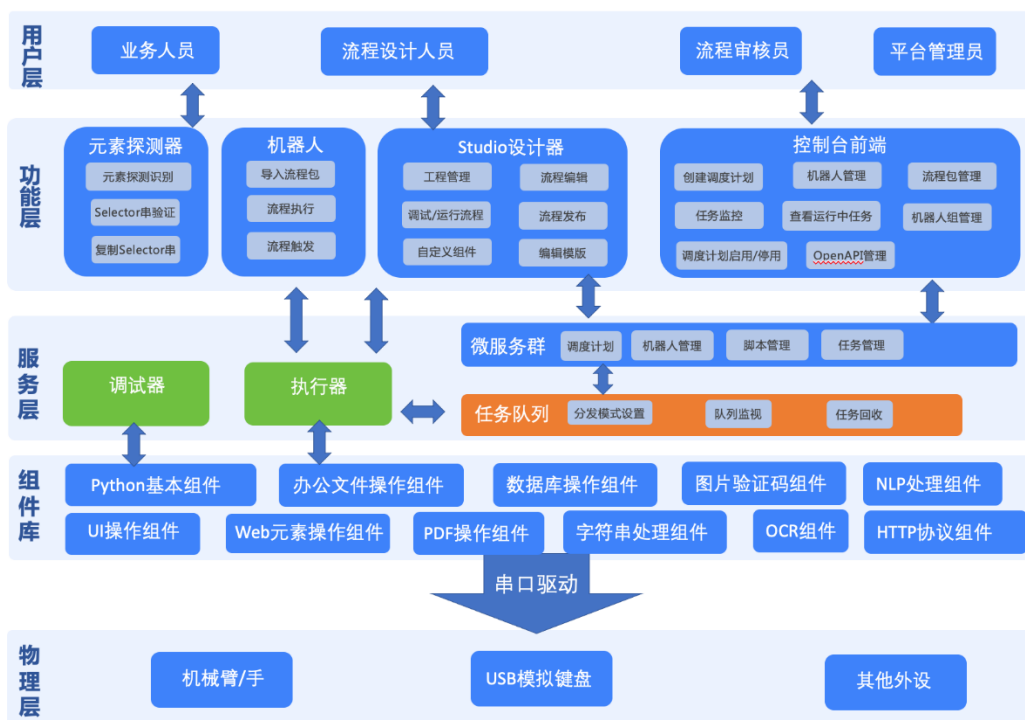 用户层
业务人员
流程设计人员
流程审核员
平台管理员
功能层
元素探测器
元素探测识别
Selector串验证
复制Selector串
机器人
导入流程包
流程执行
流程触发
Studio设计器
工程管理
流程编辑
调试/运行流程
流程发布
自定义组件
编辑模版
控制台前端
创建调度计划
机器人管理
流程包管理
任务监控
查看运行中任务
机器人组管理
调度计划启用/停用
OpenAPI管理
服务层
调试器
执行器
微服务群
调度计划
机器人管理
脚本管理
任务管理
任务队列
分发模式设置
队列监视
任务回收
组件库
Python基本组件
办公文件操作组件
数据库操作组件
图片验证码组件
NLP处理组件
UI操作组件
Web元素操作组件
PDF操作组件
字符串处理组件
OCR组件
HTTP协议组件
串口驱动
物理层
机械臂/手
USB模拟键盘
其他外设